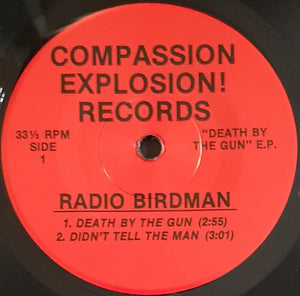 COMPASSION
EXPLOSION!
RECORDS
33⅓ RPM
SIDE
1
"DEATH BY
THE GUN" E.P.
RADIO BIRDMAN
1. DEATH BY THE GUN (2:55)
2. DIDN'T TELL THE MAN (3:01)